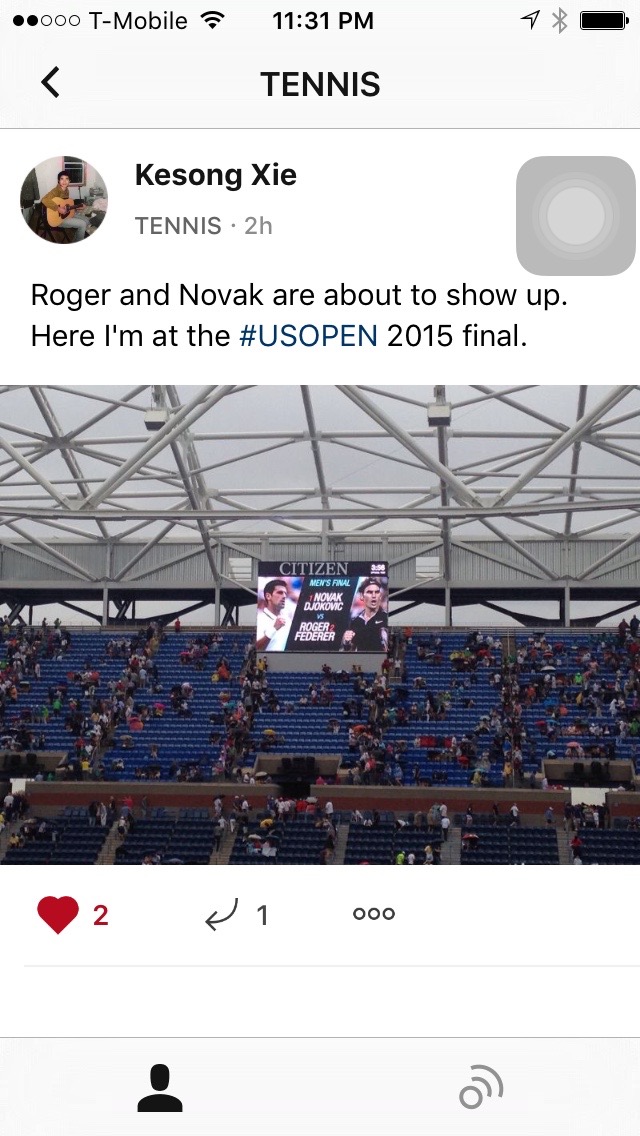 T-Mobile 11:31 PM
TENNIS
Kesong Xie
TENNIS · 2h
Roger and Novak are about to show up.
Here I'm at the #USOPEN 2015 final.
CITIZEN 3:56
MEN'S FINAL
1 NOVAK
DJOKOVIC
VS
ROGER 2
FEDERER
2 1